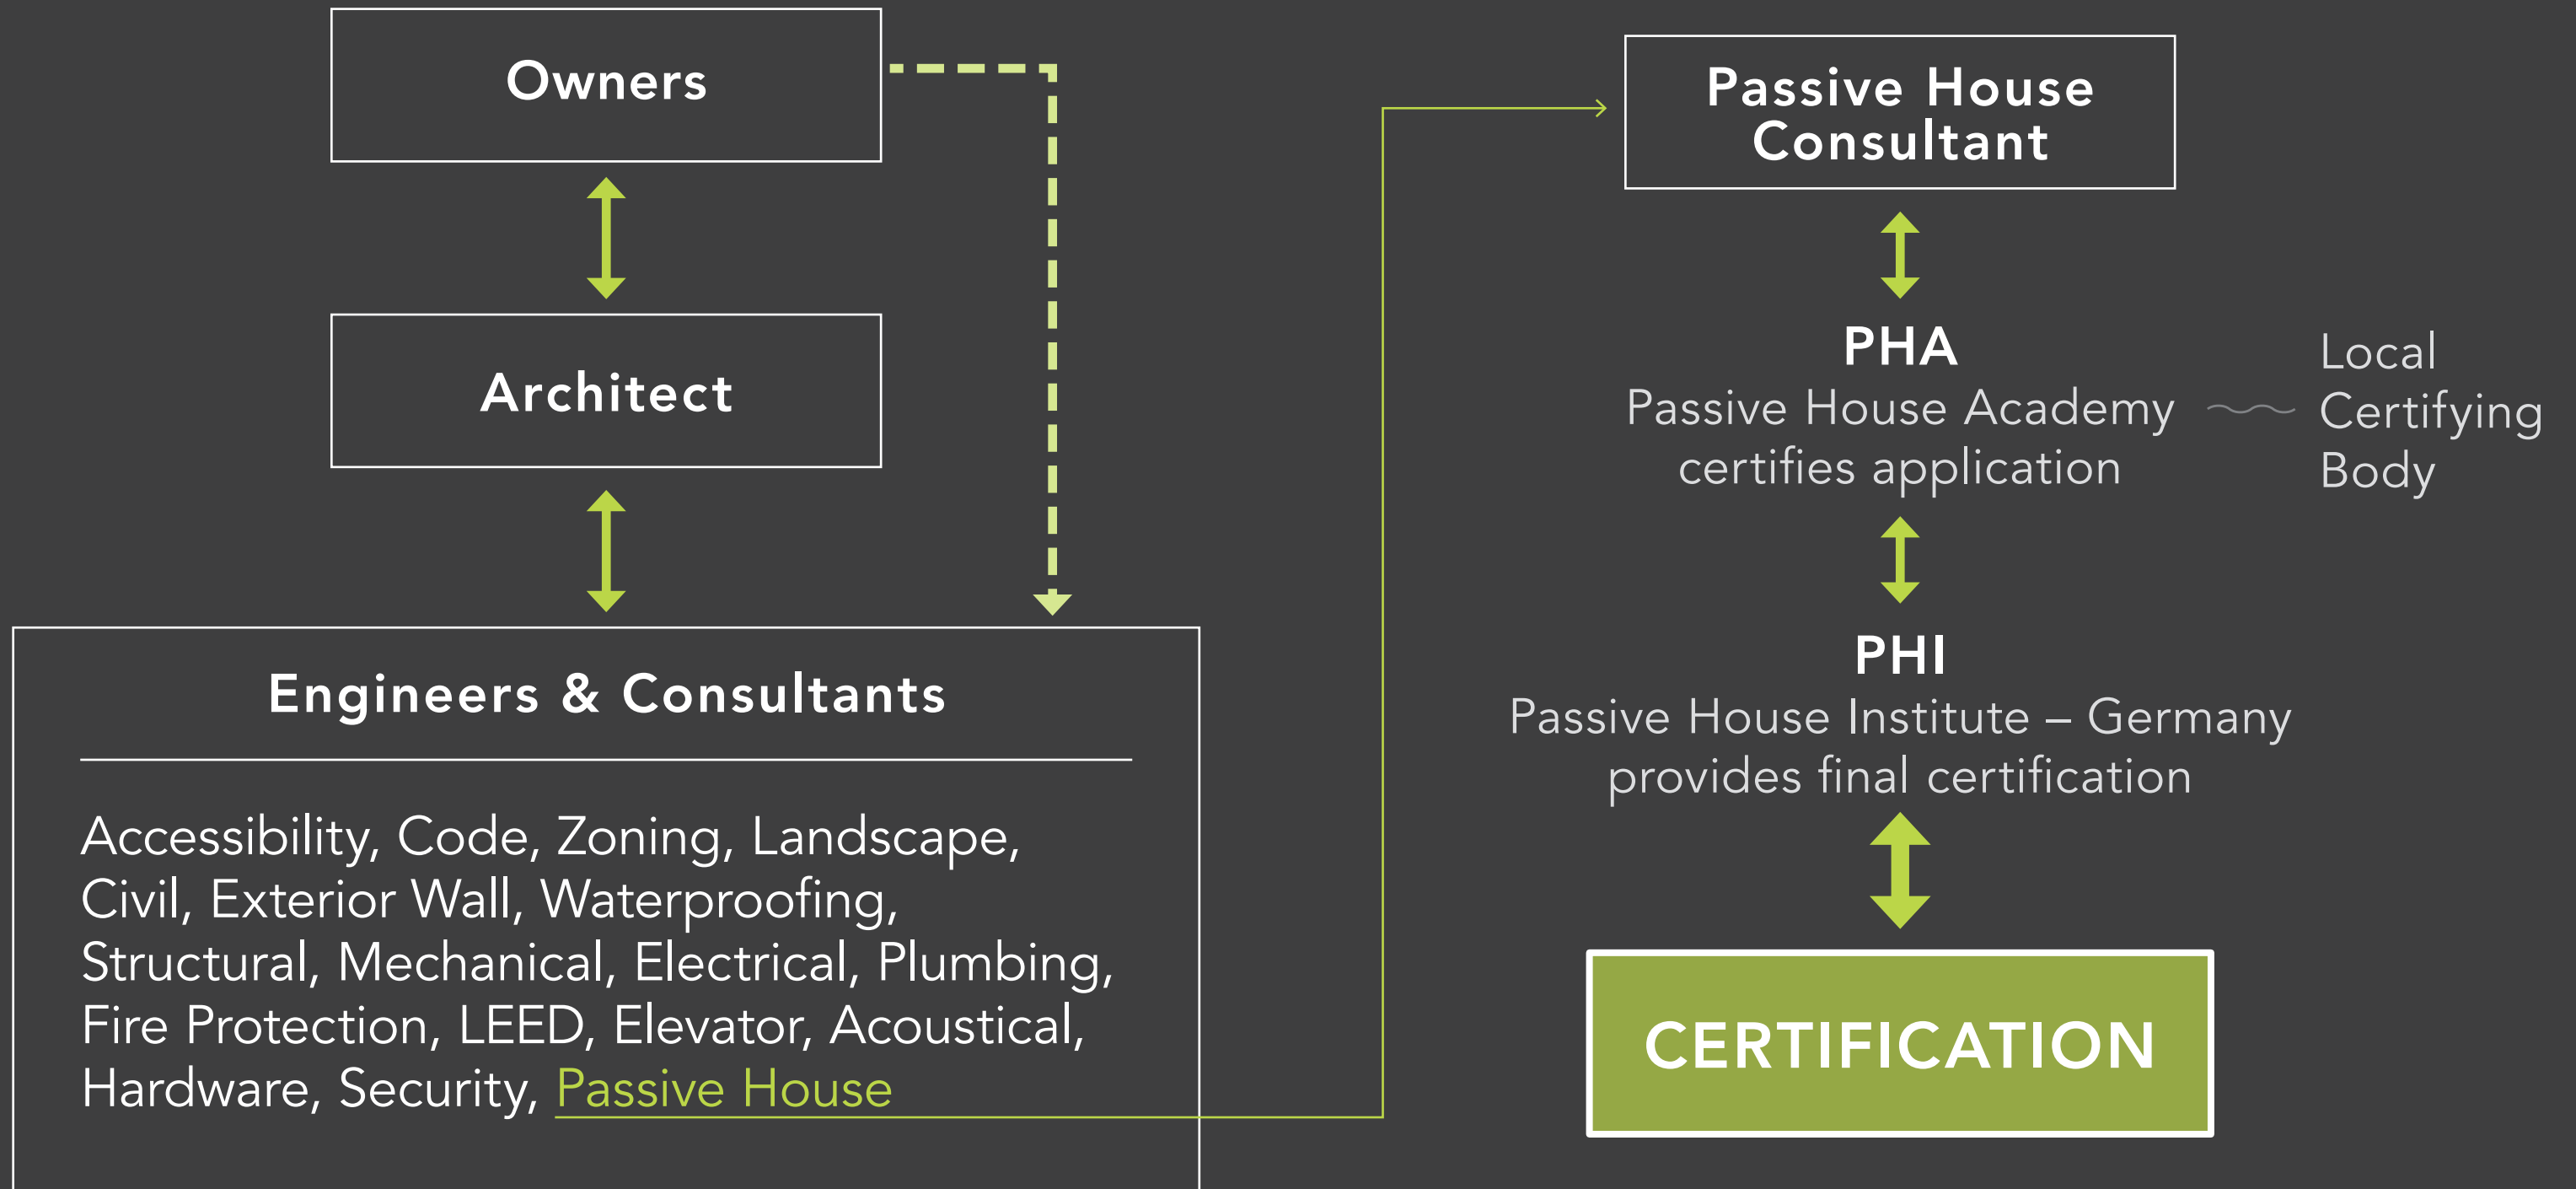 Owners
Architect
Engineers & Consultants
Accessibility, Code, Zoning, Landscape,
Civil, Exterior Wall, Waterproofing,
Structural, Mechanical, Electrical, Plumbing,
Fire Protection, LEED, Elevator, Acoustical,
Hardware, Security, Passive House
Passive House
Consultant
PHA
Passive House Academy
certifies application
Local
Certifying
Body
PHI
Passive House Institute – Germany
provides final certification
CERTIFICATION